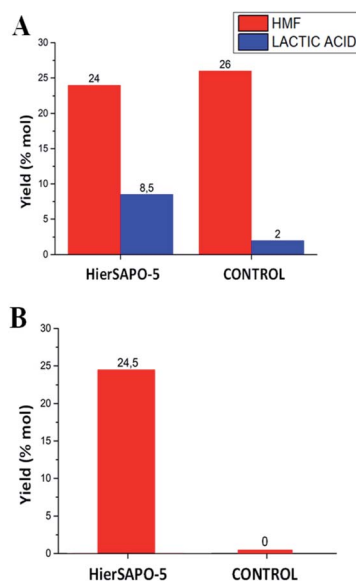 A
HMF
LACTIC ACID
30
25
20
15
10
5
0
Yield (% mol)
24
8,5
26
2
HierSAPO-5
CONTROL
B
30
25
20
15
10
5
0
Yield (% mol)
24,5
0
HierSAPO-5
CONTROL